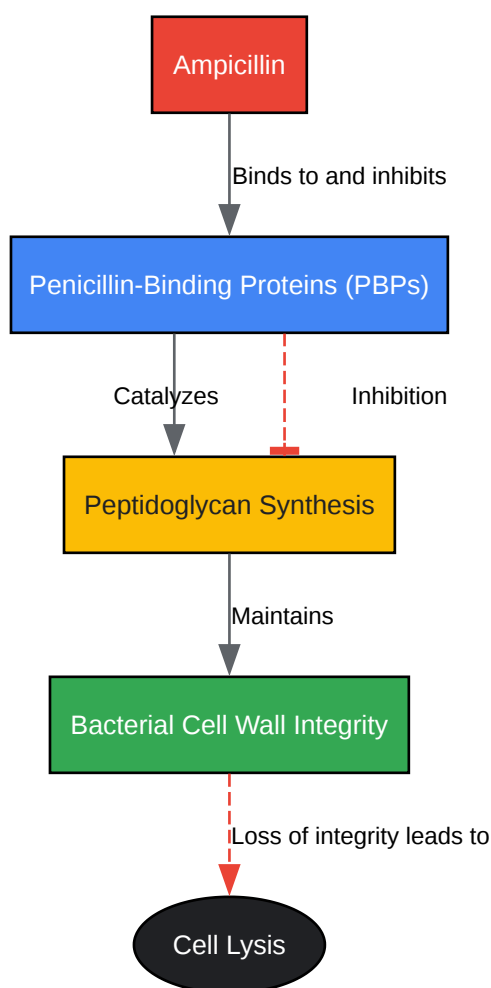 Ampicillin
Binds to and inhibits
Penicillin-Binding Proteins (PBPs)
Catalyzes
Inhibition
Peptidoglycan Synthesis
Maintains
Bacterial Cell Wall Integrity
Loss of integrity leads to
Cell Lysis